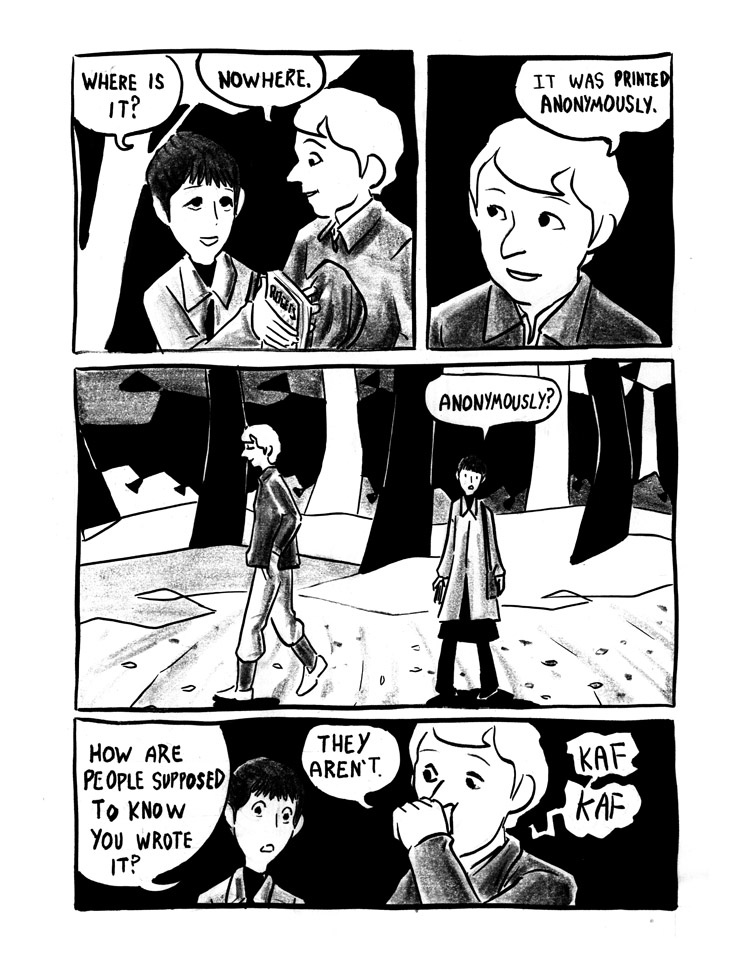 WHERE IS
IT?
NOWHERE.
ROGETS
IT WAS PRINTED
ANONYMOUSLY.
ANONYMOUSLY?
HOW ARE
PEOPLE SUPPOSED
TO KNOW
YOU WROTE
IT?
THEY
AREN'T.
KAF
KAF